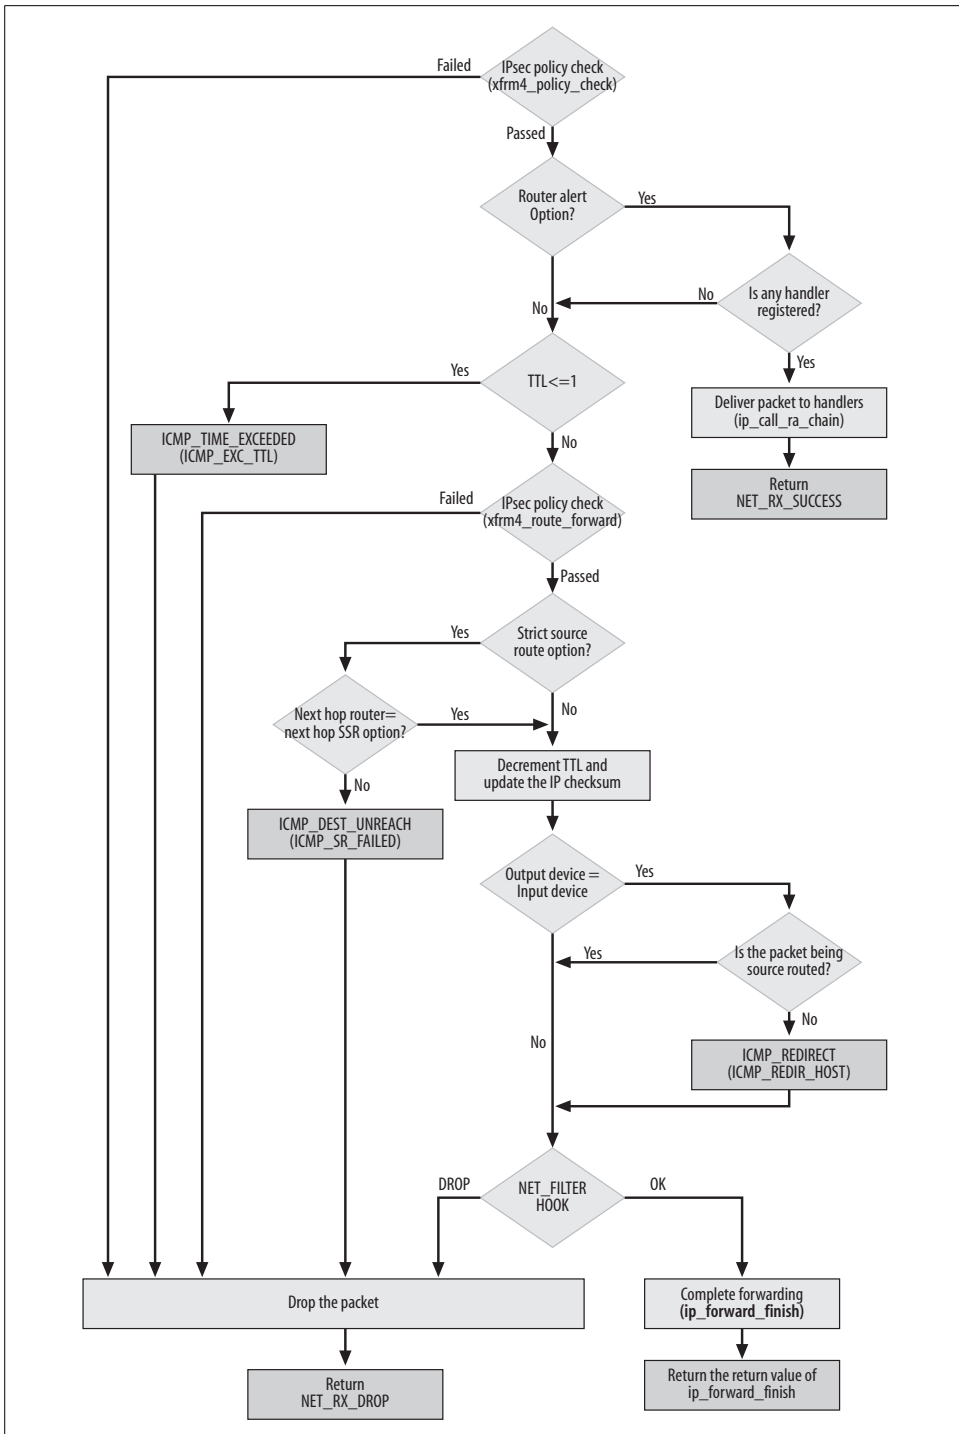 Failed
IPsec policy check
(xfrm4_policy_check)
Passed
Router alert
Option?
Yes
No
Is any handler
registered?
No
Yes
TTL<=1
Yes
Deliver packet to handlers
(ip_call_ra_chain)
ICMP_TIME_EXCEEDED
(ICMP_EXC_TTL)
No
Return
NET_RX_SUCCESS
Failed
IPsec policy check
(xfrm4_route_forward)
Passed
Yes
Strict source
route option?
Next hop router=
next hop SSR option?
Yes
No
Decrement TTL and
update the IP checksum
No
ICMP_DEST_UNREACH
(ICMP_SR_FAILED)
Output device =
Input device
Yes
Yes
Is the packet being
source routed?
No
No
ICMP_REDIRECT
(ICMP_REDIR_HOST)
DROP
NET_FILTER
HOOK
OK
Drop the packet
Complete forwarding
(ip_forward_finish)
Return
NET_RX_DROP
Return the return value of
ip_forward_finish